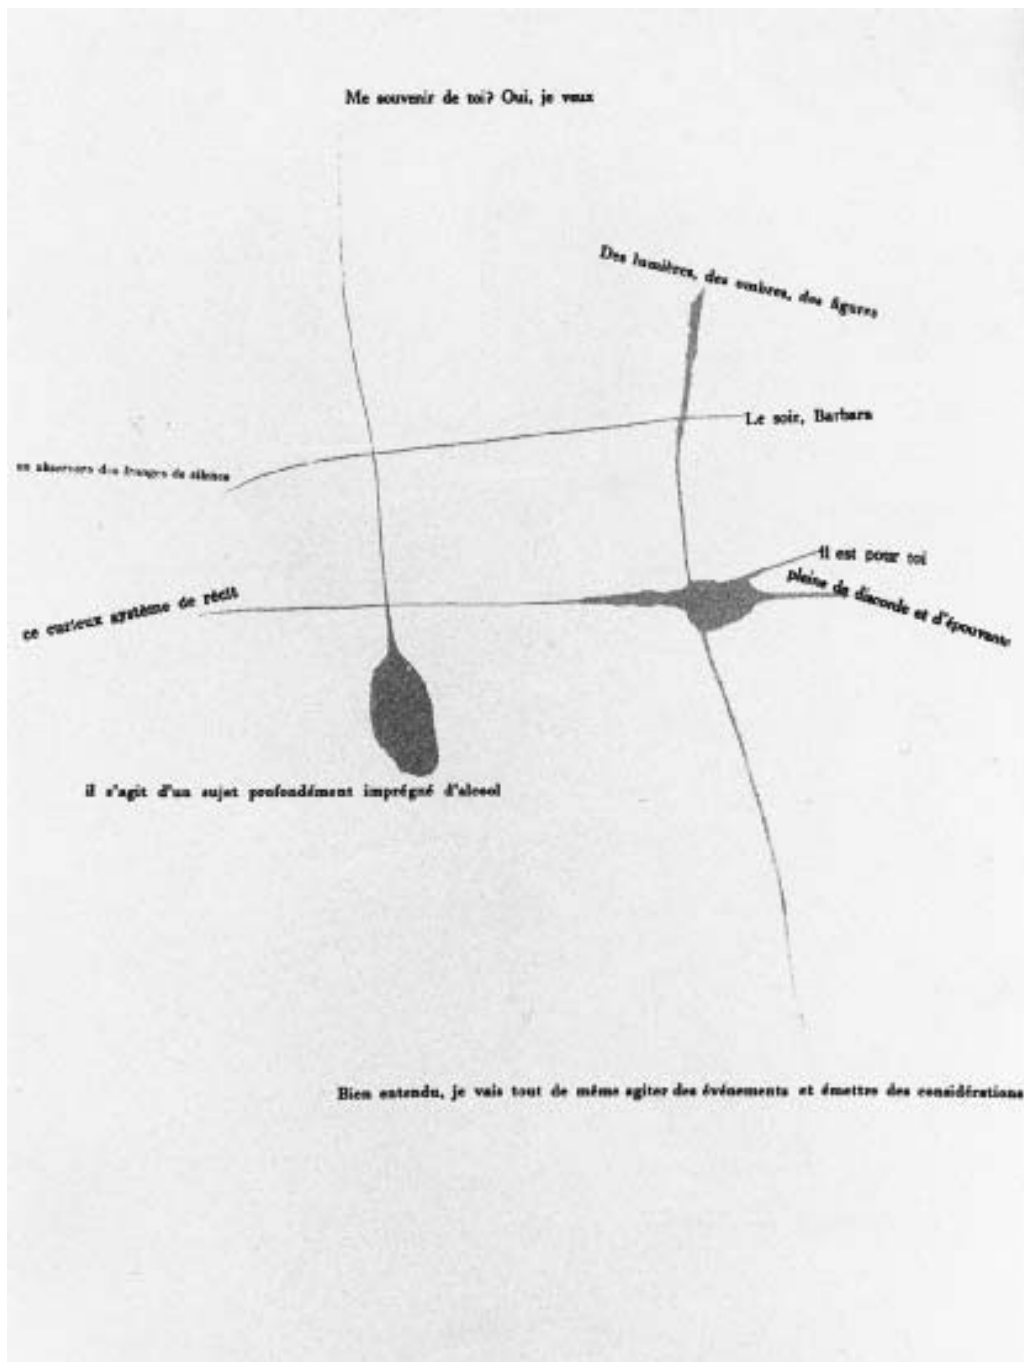 Me souvenir de toi? Oui, je veux
Des lumières, des ombres, des figures
Le soir, Barbara
on observera des franges de silence
il est pour toi
pleine de discorde et d'épouvante
ce curieux système de récit
il s'agit d'un sujet profondément imprégné d'alcool
Bien entendu, je vais tout de même agiter des événements et émettre des considérations